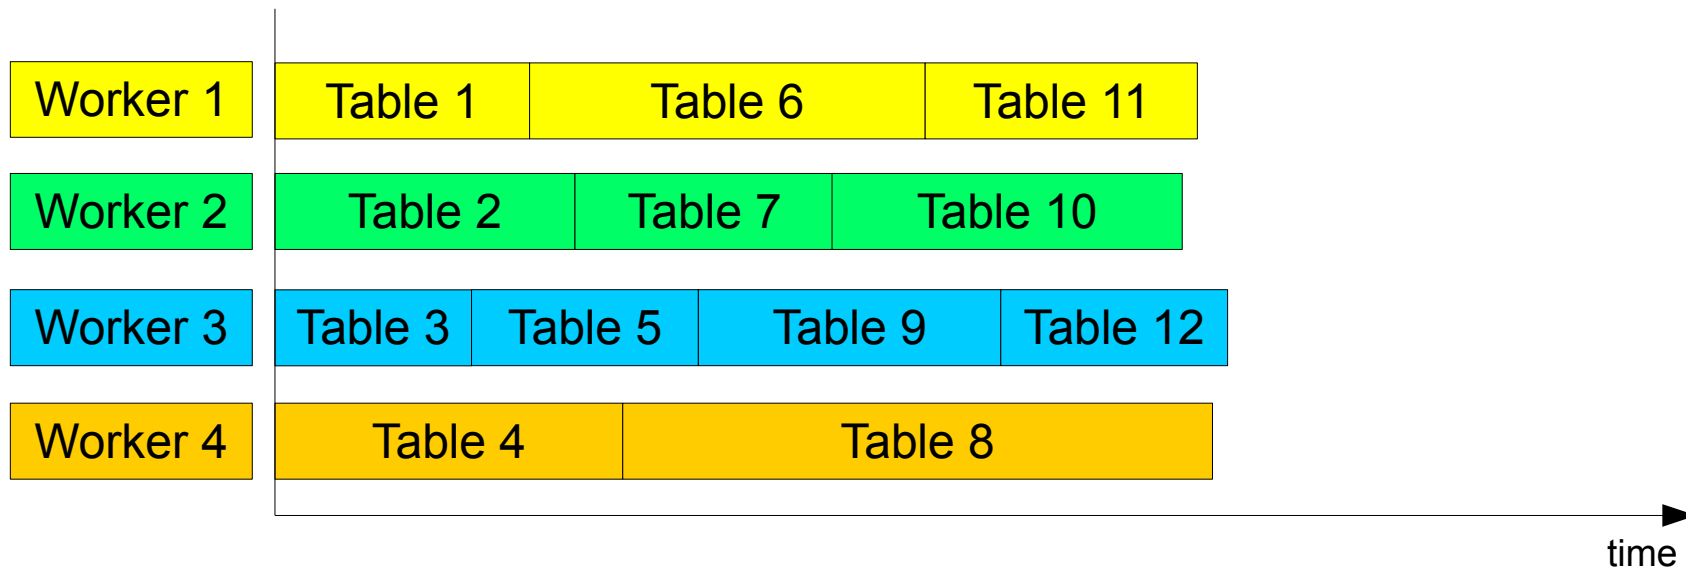 Worker 1 Table 1 Table 6 Table 11
Worker 2 Table 2 Table 7 Table 10
Worker 3 Table 3 Table 5 Table 9 Table 12
Worker 4 Table 4 Table 8
time